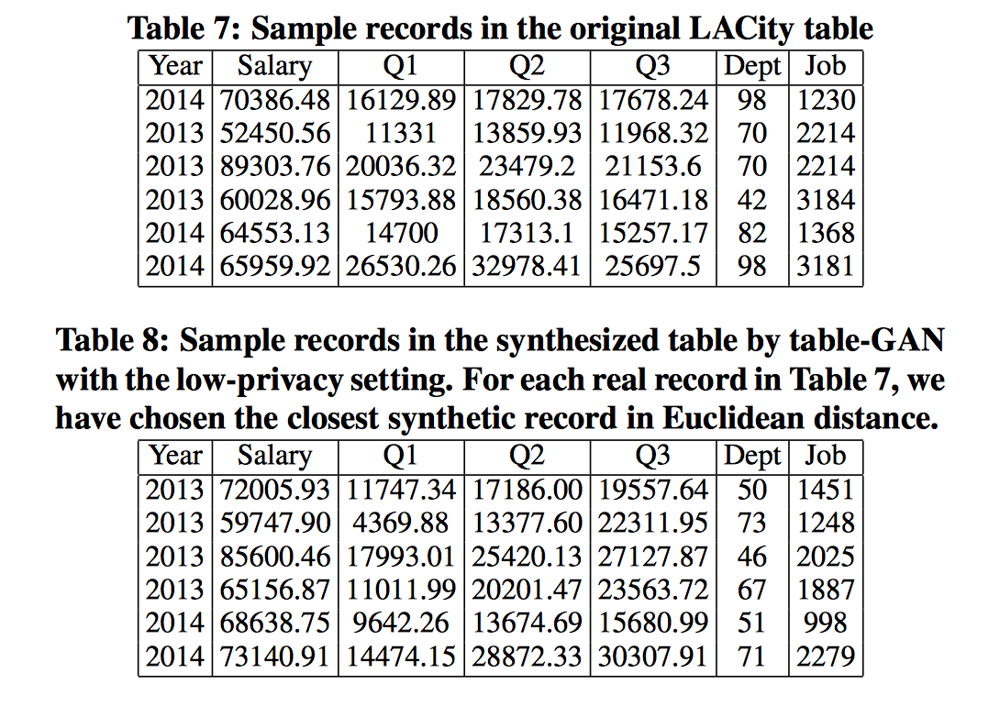 Table 7: Sample records in the original LACity table
Year Salary Q1 Q2 Q3 Dept Job
2014 70386.48 16129.89 17829.78 17678.24 98 1230
2013 52450.56 11331 13859.93 11968.32 70 2214
2013 89303.76 20036.32 23479.2 21153.6 70 2214
2013 60028.96 15793.88 18560.38 16471.18 42 3184
2014 64553.13 14700 17313.1 15257.17 82 1368
2014 65959.92 26530.26 32978.41 25697.5 98 3181
Table 8: Sample records in the synthesized table by table-GAN
with the low-privacy setting. For each real record in Table 7, we
have chosen the closest synthetic record in Euclidean distance.
Year Salary Q1 Q2 Q3 Dept Job
2013 72005.93 11747.34 17186.00 19557.64 50 1451
2013 59747.90 4369.88 13377.60 22311.95 73 1248
2013 85600.46 17993.01 25420.13 27127.87 46 2025
2013 65156.87 11011.99 20201.47 23563.72 67 1887
2014 68638.75 9642.26 13674.69 15680.99 51 998
2014 73140.91 14474.15 28872.33 30307.91 71 2279